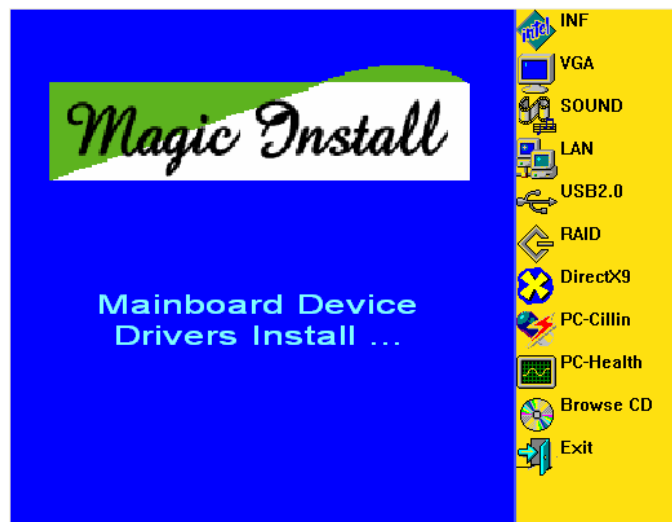 Magic Install
Mainboard Device
Drivers Install ...
intel
INF
VGA
SOUND
LAN
USB2.0
RAID
DirectX9
PC-Cillin
PC-Health
Browse CD
Exit